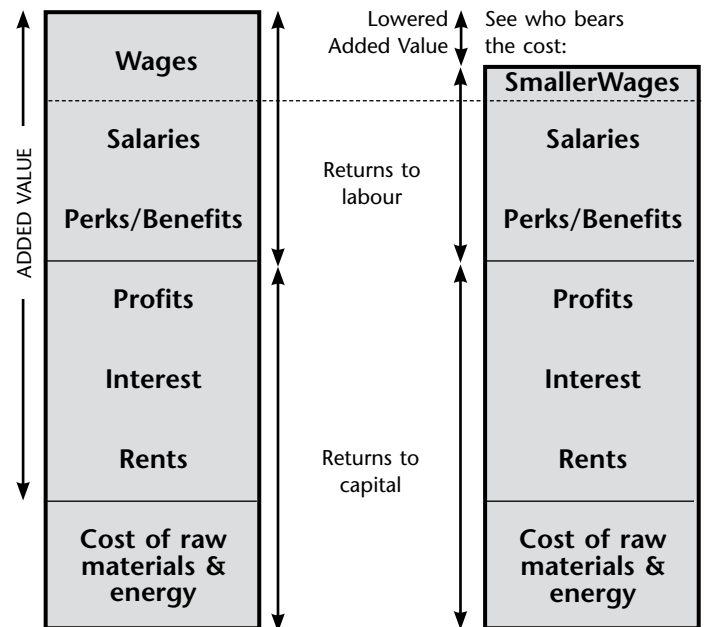 Lowered
Added Value
See who bears
the cost:
ADDED VALUE
Wages
Salaries
Perks/Benefits
Profits
Interest
Rents
Cost of raw
materials &
energy
Returns to
labour
Returns to
capital
SmallerWages
Salaries
Perks/Benefits
Profits
Interest
Rents
Cost of raw
materials &
energy